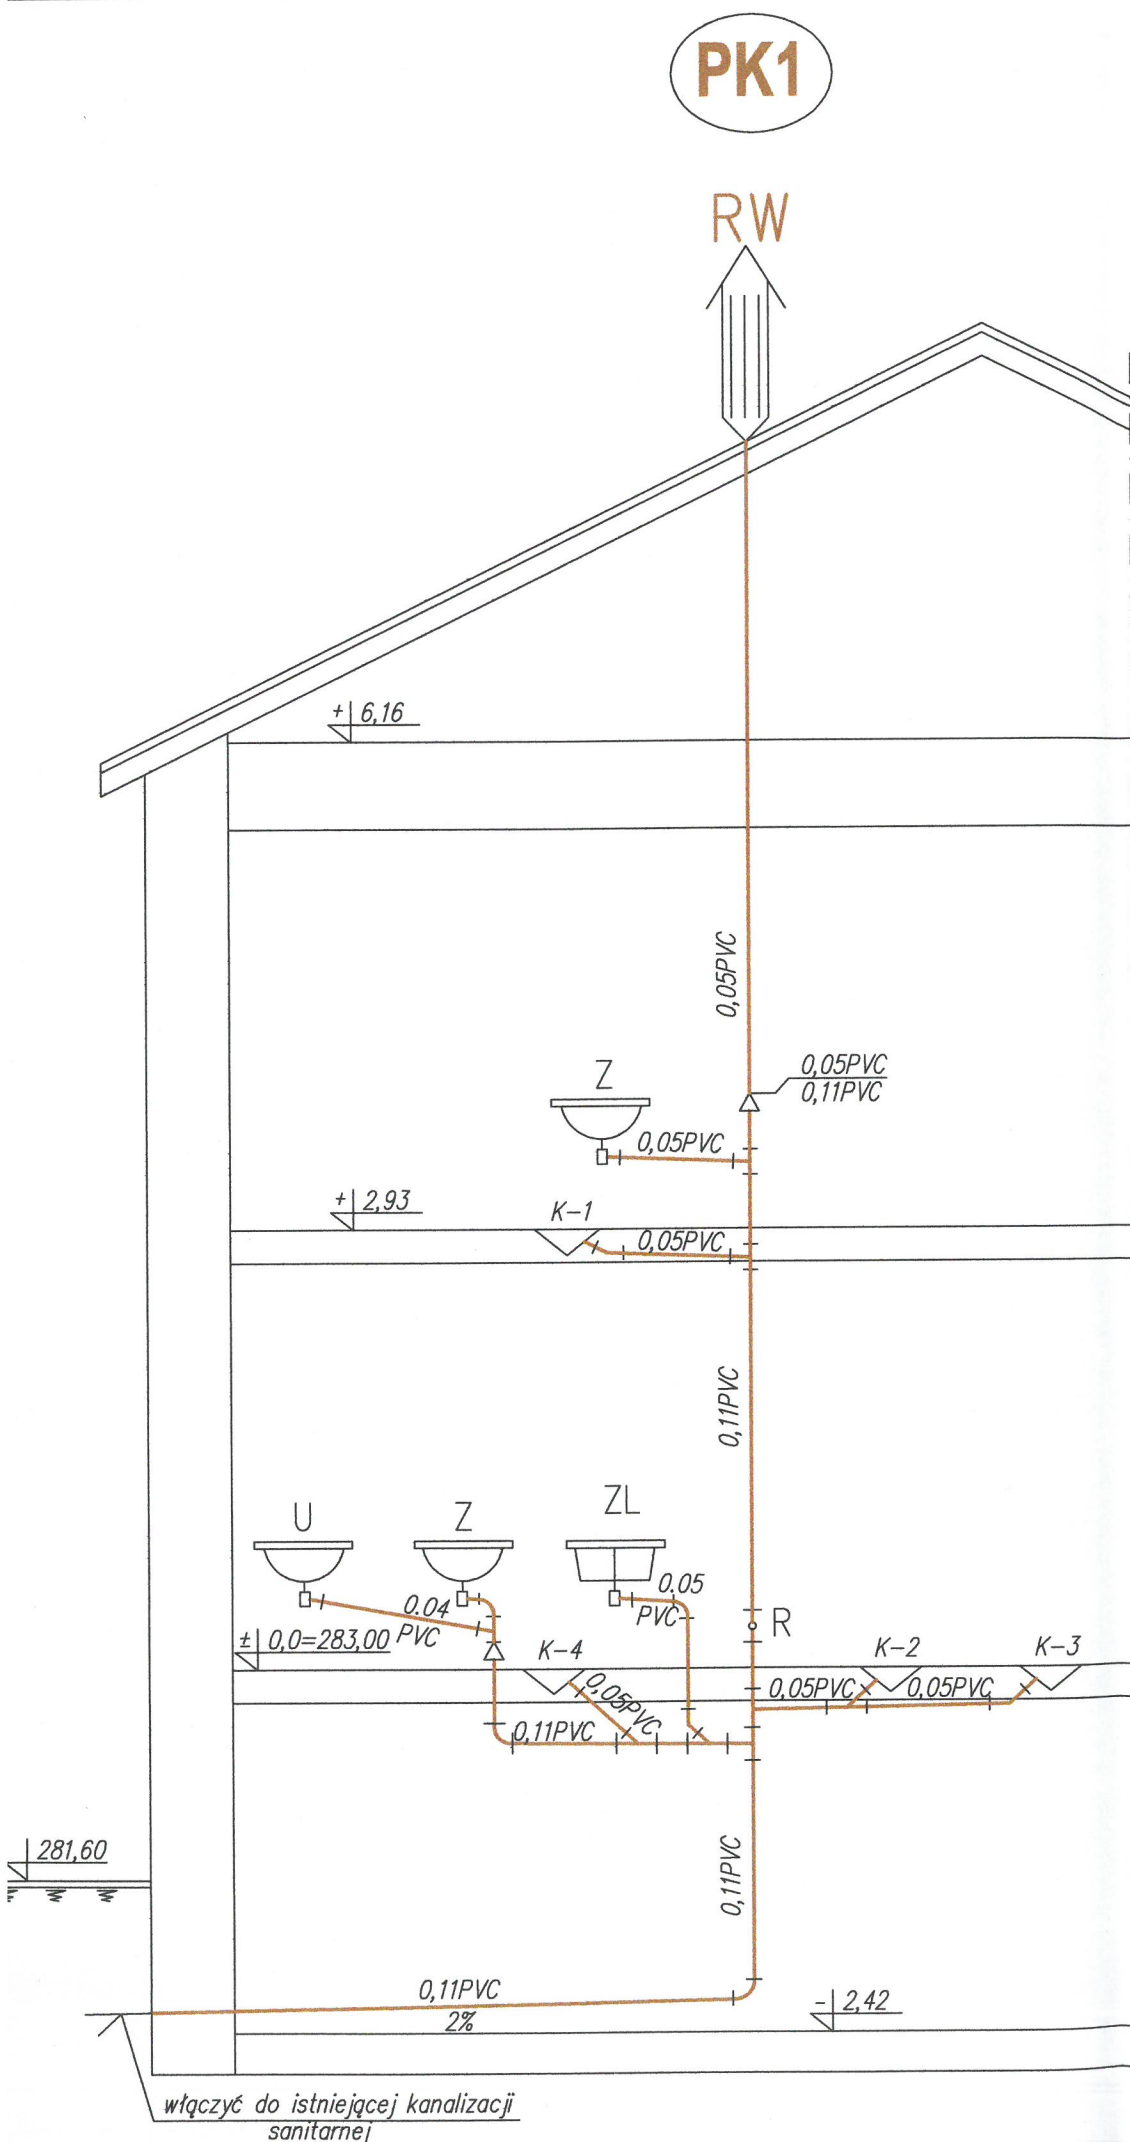 PK1
RW
+ 6,16
0,05PVC
Z
0,05PVC
0,11PVC
0,05PVC
+ 2,93
K-1
0,05PVC
0,11PVC
U
Z
ZL
0.04
PVC
0.05
PVC
R
± 0,0=283,00
K-4
K-2
K-3
0,05PVC
0,05PVC
0,05PVC
0,11PVC
281,60
0,11PVC
0,11PVC
2%
- 2,42
włączyć do istniejącej kanalizacji
sanitarnej